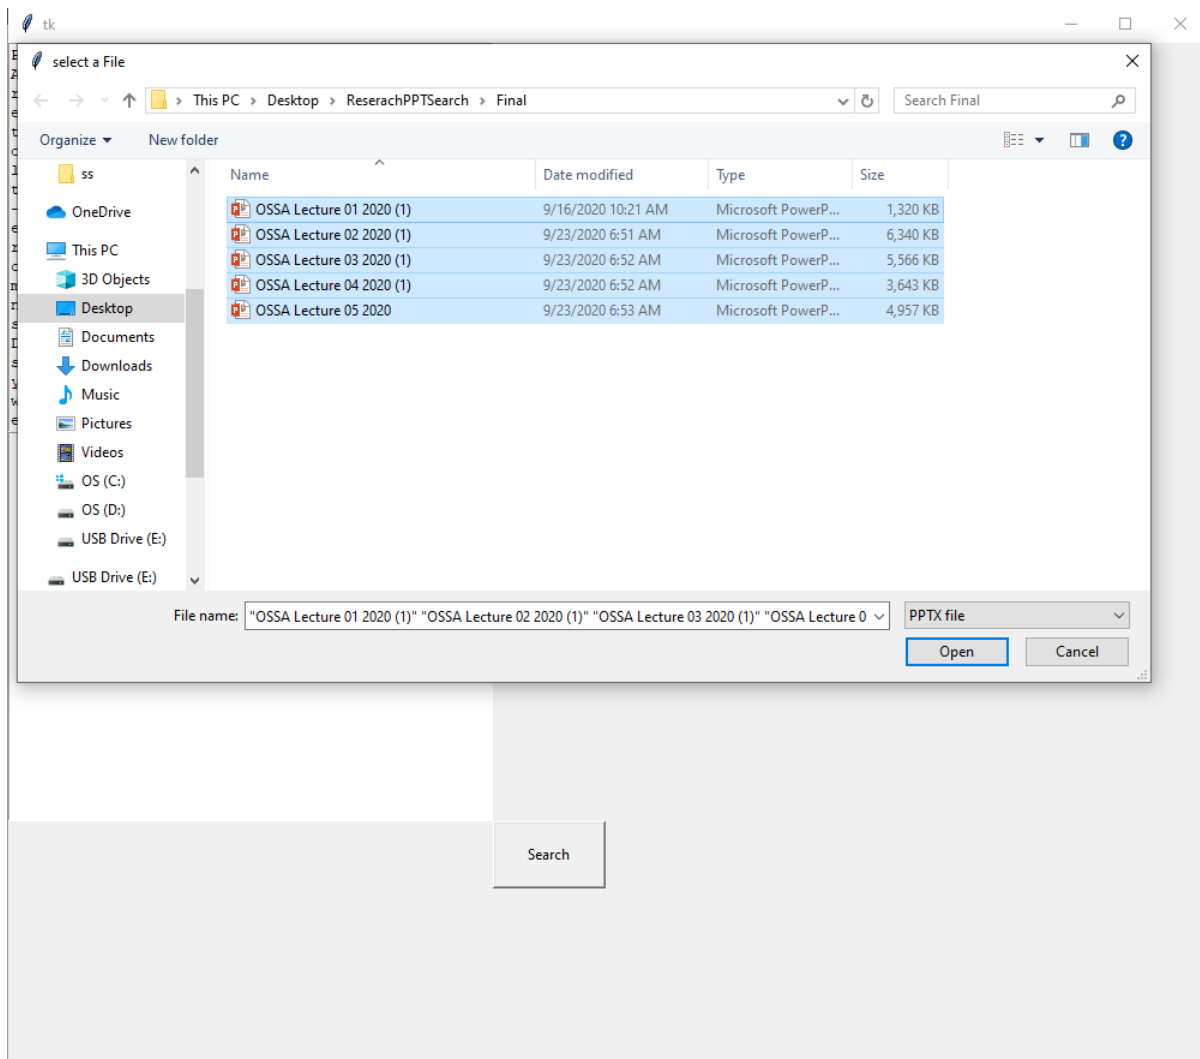 tk
select a File
This PC > Desktop > ReserachPPTSearch > Final
Search Final
Organize
New folder
ss
OneDrive
This PC
3D Objects
Desktop
Documents
Downloads
Music
Pictures
Videos
OS (C:)
OS (D:)
USB Drive (E:)
USB Drive (E:)
Name Date modified Type Size
OSSA Lecture 01 2020 (1) 9/16/2020 10:21 AM Microsoft PowerP... 1,320 KB
OSSA Lecture 02 2020 (1) 9/23/2020 6:51 AM Microsoft PowerP... 6,340 KB
OSSA Lecture 03 2020 (1) 9/23/2020 6:52 AM Microsoft PowerP... 5,566 KB
OSSA Lecture 04 2020 (1) 9/23/2020 6:52 AM Microsoft PowerP... 3,643 KB
OSSA Lecture 05 2020 9/23/2020 6:53 AM Microsoft PowerP... 4,957 KB
File name: "OSSA Lecture 01 2020 (1)" "OSSA Lecture 02 2020 (1)" "OSSA Lecture 03 2020 (1)" "OSSA Lecture 0
PPTX file
Open
Cancel
Search